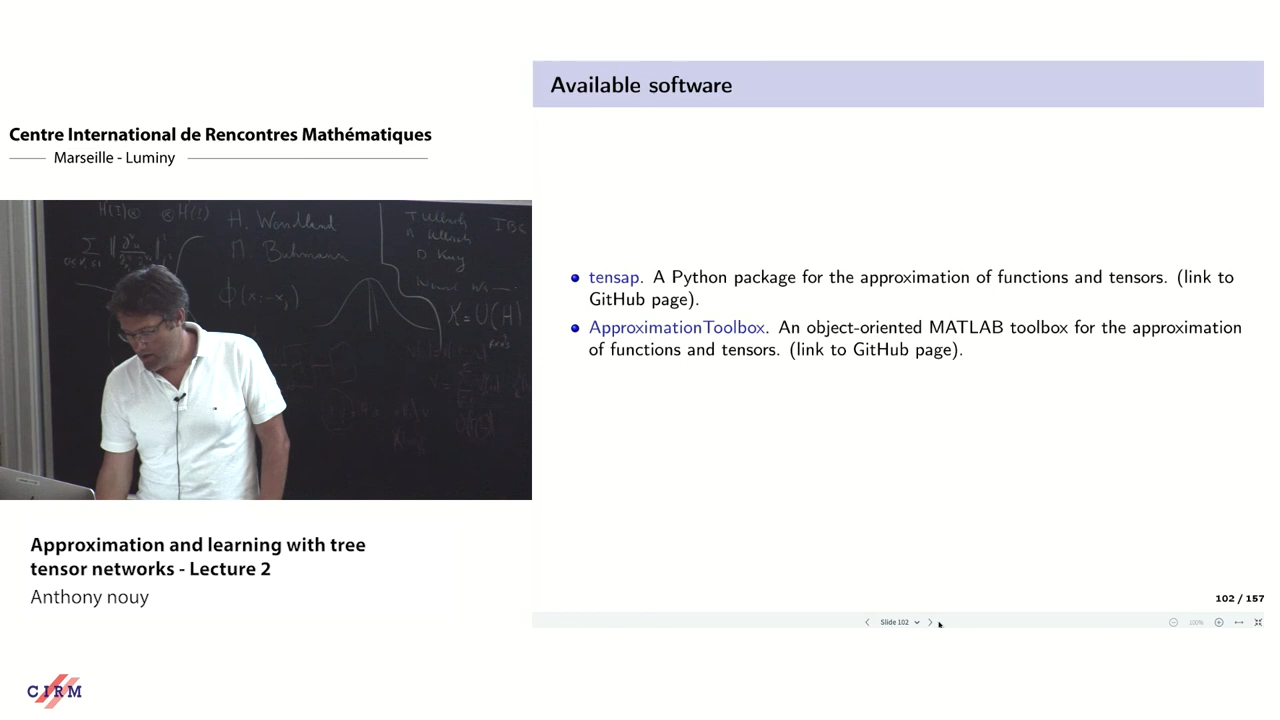 Centre International de Rencontres Mathématiques
Marseille - Luminy
H. Wendland
ϕ(x-x_i)
Approximation and learning with tree
tensor networks - Lecture 2
Anthony nouy
CIRM
Available software
tensap. A Python package for the approximation of functions and tensors. (link to
GitHub page).
ApproximationToolbox. An object-oriented MATLAB toolbox for the approximation
of functions and tensors. (link to GitHub page).
102 / 157
Slide 102
100%